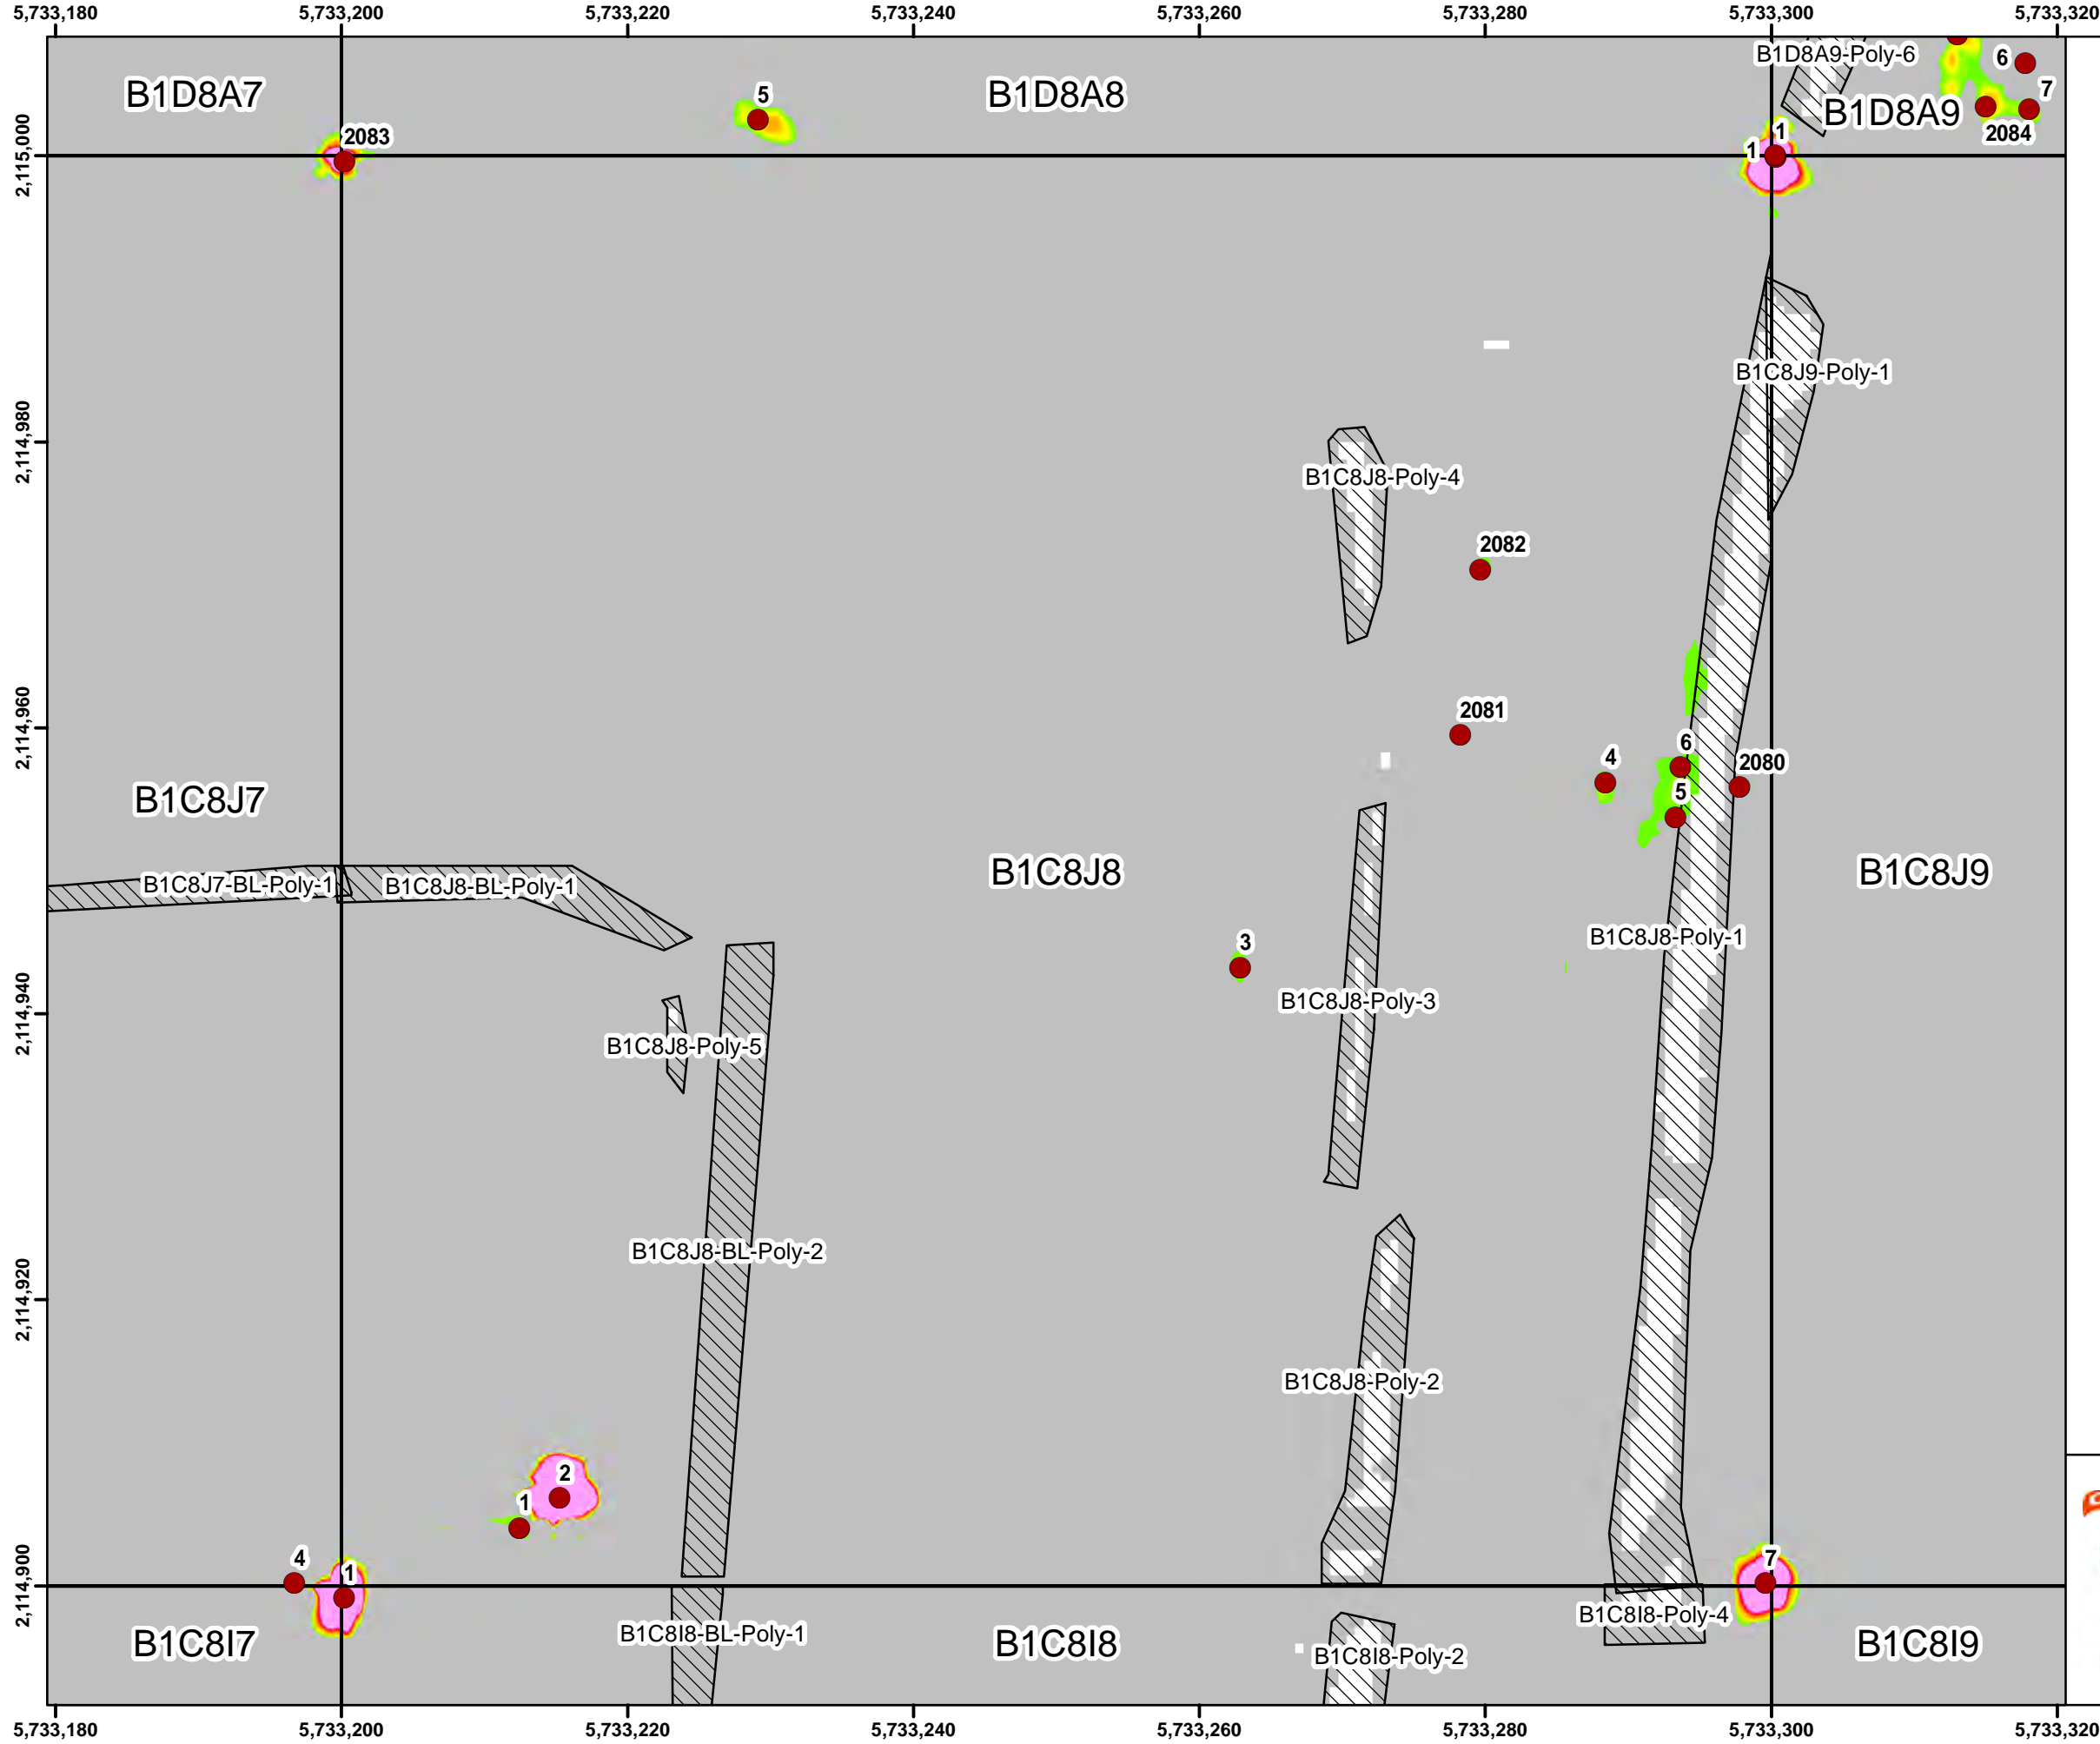 5,733,180 5,733,200 5,733,220 5,733,240 5,733,260 5,733,280 5,733,300 5,733,320
B1D8A9-Poly-6
6
B1D8A7
5
B1D8A8
7
B1D8A9
2,115,000
2083
1
2084
1
B1C8J9-Poly-1
2,114,980
B1C8J8-Poly-4
2082
2,114,960
2081
6
4
2080
5
B1C8J7
B1C8J8
B1C8J9
B1C8J7-BL-Poly-1
B1C8J8-BL-Poly-1
B1C8J8-Poly-1
3
2,114,940
B1C8J8-Poly-3
B1C8J8-Poly-5
B1C8J8-BL-Poly-2
2,114,920
B1C8J8-Poly-2
2
1
2,114,900
4
1
7
B1C8I8-Poly-4
B1C8I8-BL-Poly-1
B1C8I7
B1C8I8
B1C8I8-Poly-2
B1C8I9
5,733,180 5,733,200 5,733,220 5,733,240 5,733,260 5,733,280 5,733,300 5,733,320